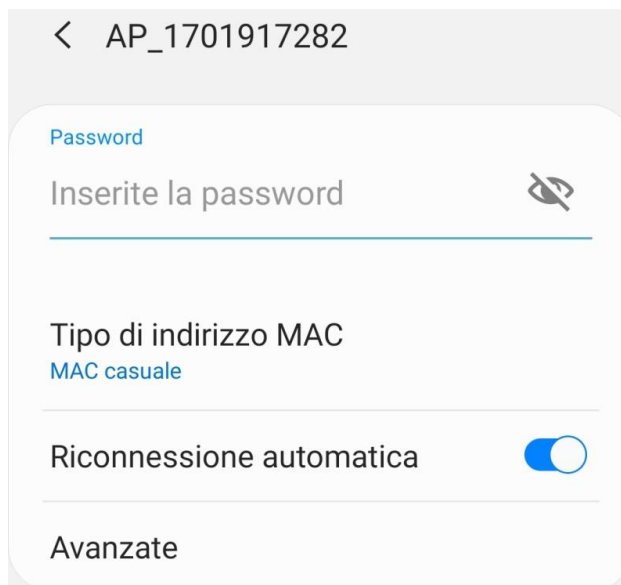 AP_1701917282
Password
Inserite la password
Tipo di indirizzo MAC
MAC casuale
Riconnessione automatica
Avanzate